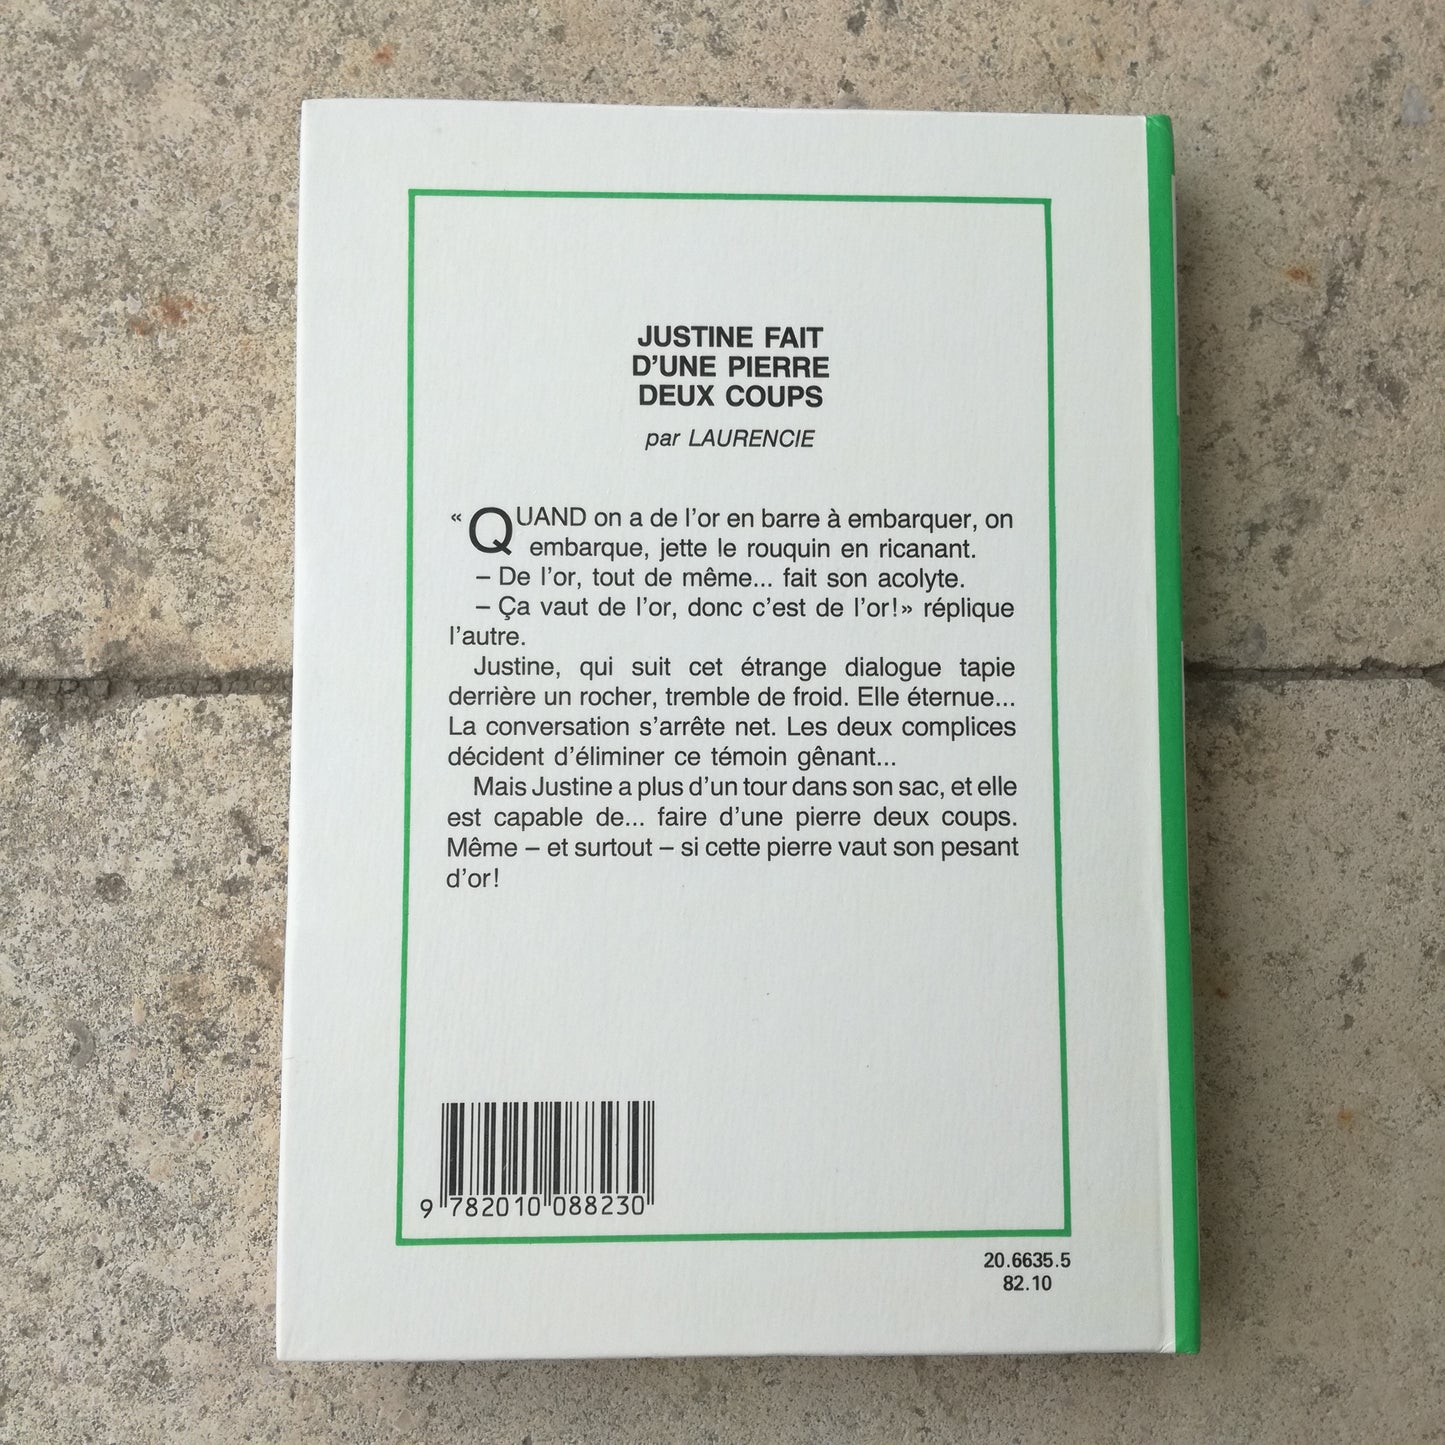 JUSTINE FAIT
D'UNE PIERRE
DEUX COUPS
par LAURENCIE
« QUAND on a de l'or en barre à embarquer, on
embarque, jette le rouquin en ricanant.
– De l'or, tout de même... fait son acolyte.
– Ça vaut de l'or, donc c'est de l'or!» réplique
l'autre.
Justine, qui suit cet étrange dialogue tapie
derrière un rocher, tremble de froid. Elle éternue...
La conversation s'arrête net. Les deux complices
décident d'éliminer ce témoin gênant...
Mais Justine a plus d'un tour dans son sac, et elle
est capable de... faire d'une pierre deux coups.
Même – et surtout – si cette pierre vaut son pesant
d'or!
9 782010 088230
20.6635.5
82.10